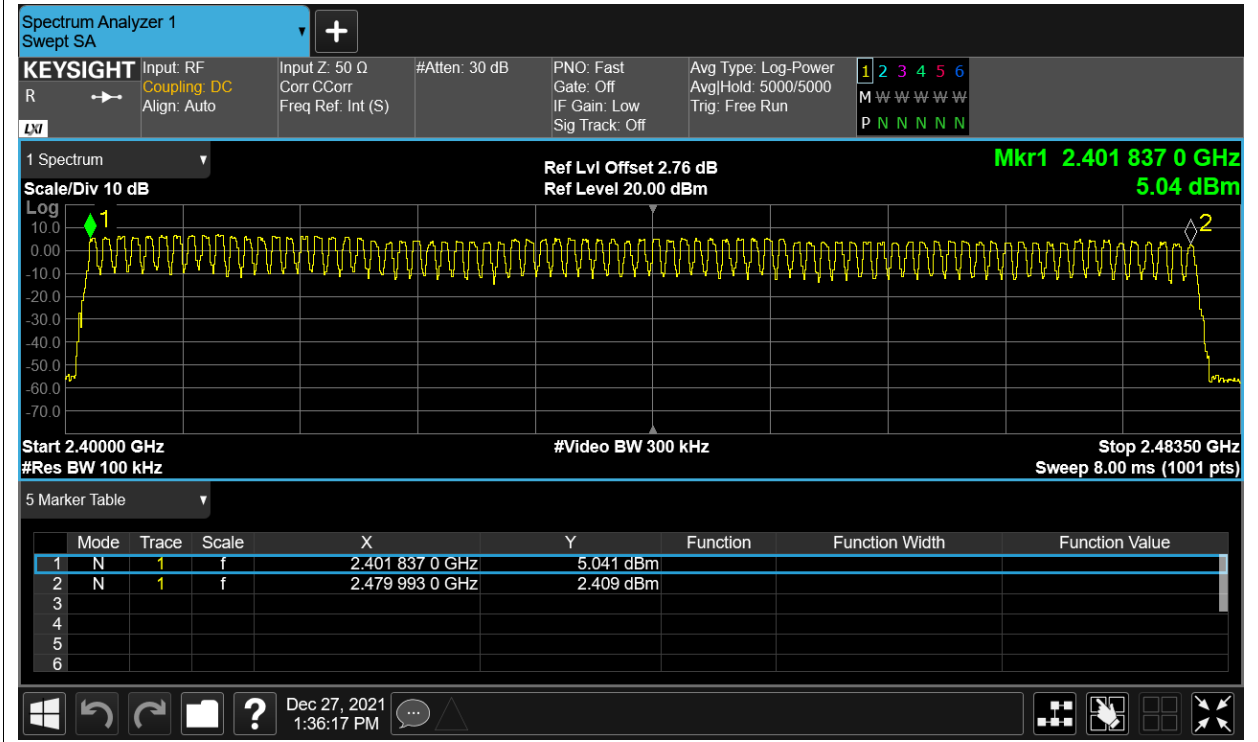 Spectrum Analyzer 1
Swept SA
+
KEYSIGHT Input: RF Input Z: 50 Ω #Atten: 30 dB PNO: Fast Avg Type: Log-Power 1 2 3 4 5 6
R Coupling: DC Corr CCorr Gate: Off Avg|Hold: 5000/5000 M W W W W W W
Align: Auto Freq Ref: Int (S) IF Gain: Low Trig: Free Run
LXI Sig Track: Off P N N N N N N
1 Spectrum
Ref Lvl Offset 2.76 dB Mkr1 2.401 837 0 GHz
Scale/Div 10 dB Ref Level 20.00 dBm 5.04 dBm
Log
1 2
10.0
0.00
-10.0
-20.0
-30.0
-40.0
-50.0
-60.0
-70.0
Start 2.40000 GHz #Video BW 300 kHz Stop 2.48350 GHz
#Res BW 100 kHz Sweep 8.00 ms (1001 pts)
5 Marker Table
Mode Trace Scale X Y Function Function Width Function Value
1 N 1 f 2.401 837 0 GHz 5.041 dBm
2 N 1 f 2.479 993 0 GHz 2.409 dBm
3
4
5
6
? Dec 27, 2021
1:36:17 PM